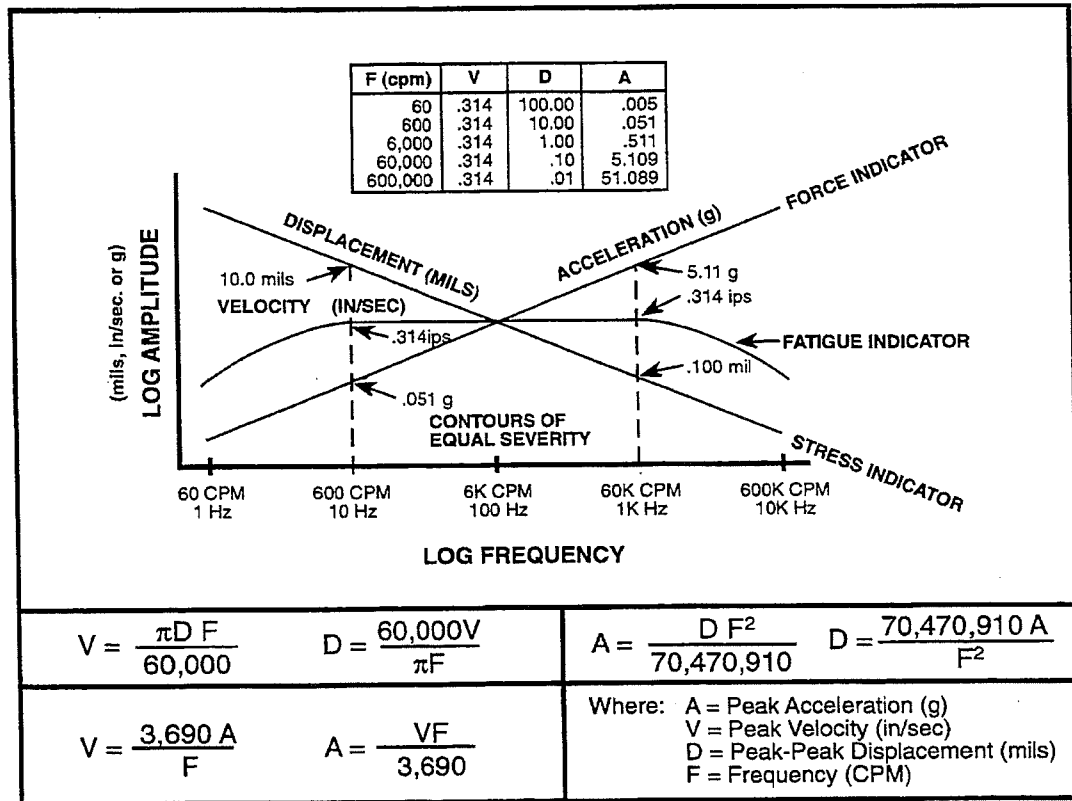 F (cpm) V D A
60 .314 100.00 .005
600 .314 10.00 .051
6,000 .314 1.00 .511
60,000 .314 .10 5.109
600,000 .314 .01 51.089
FORCE INDICATOR
DISPLACEMENT (MILS)
ACCELERATION (g)
10.0 mils
5.11 g
VELOCITY (IN/SEC)
.314 ips
.314ips
FATIGUE INDICATOR
.100 mil
.051 g
CONTOURS OF
EQUAL SEVERITY
STRESS INDICATOR
(mils, in/sec. or g)
LOG AMPLITUDE
60 CPM 600 CPM 6K CPM 60K CPM 600K CPM
1 Hz 10 Hz 100 Hz 1K Hz 10K Hz
LOG FREQUENCY
V = πD F / 60,000 D = 60,000V / πF
A = D F² / 70,470,910 D = 70,470,910 A / F²
V = 3,690 A / F A = VF / 3,690
Where: A = Peak Acceleration (g)
V = Peak Velocity (in/sec)
D = Peak-Peak Displacement (mils)
F = Frequency (CPM)